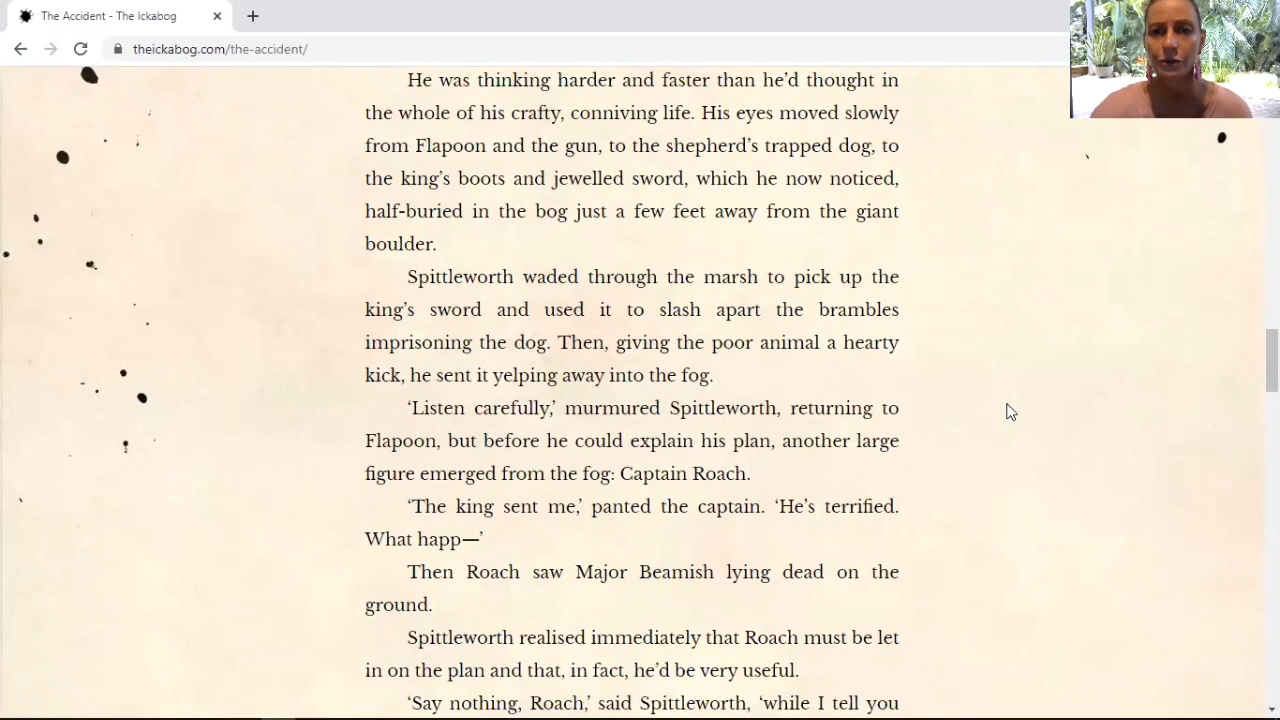 The Accident - The Ickabog
theickabog.com/the-accident/
He was thinking harder and faster than he’d thought in
the whole of his crafty, conniving life. His eyes moved slowly
from Flapoon and the gun, to the shepherd’s trapped dog, to
the king’s boots and jewelled sword, which he now noticed,
half-buried in the bog just a few feet away from the giant
boulder.
Spittleworth waded through the marsh to pick up the
king’s sword and used it to slash apart the brambles
imprisoning the dog. Then, giving the poor animal a hearty
kick, he sent it yelping away into the fog.
‘Listen carefully,’ murmured Spittleworth, returning to
Flapoon, but before he could explain his plan, another large
figure emerged from the fog: Captain Roach.
‘The king sent me,’ panted the captain. ‘He’s terrified.
What happ—’
Then Roach saw Major Beamish lying dead on the
ground.
Spittleworth realised immediately that Roach must be let
in on the plan and that, in fact, he’d be very useful.
‘Say nothing, Roach,’ said Spittleworth, ‘while I tell you